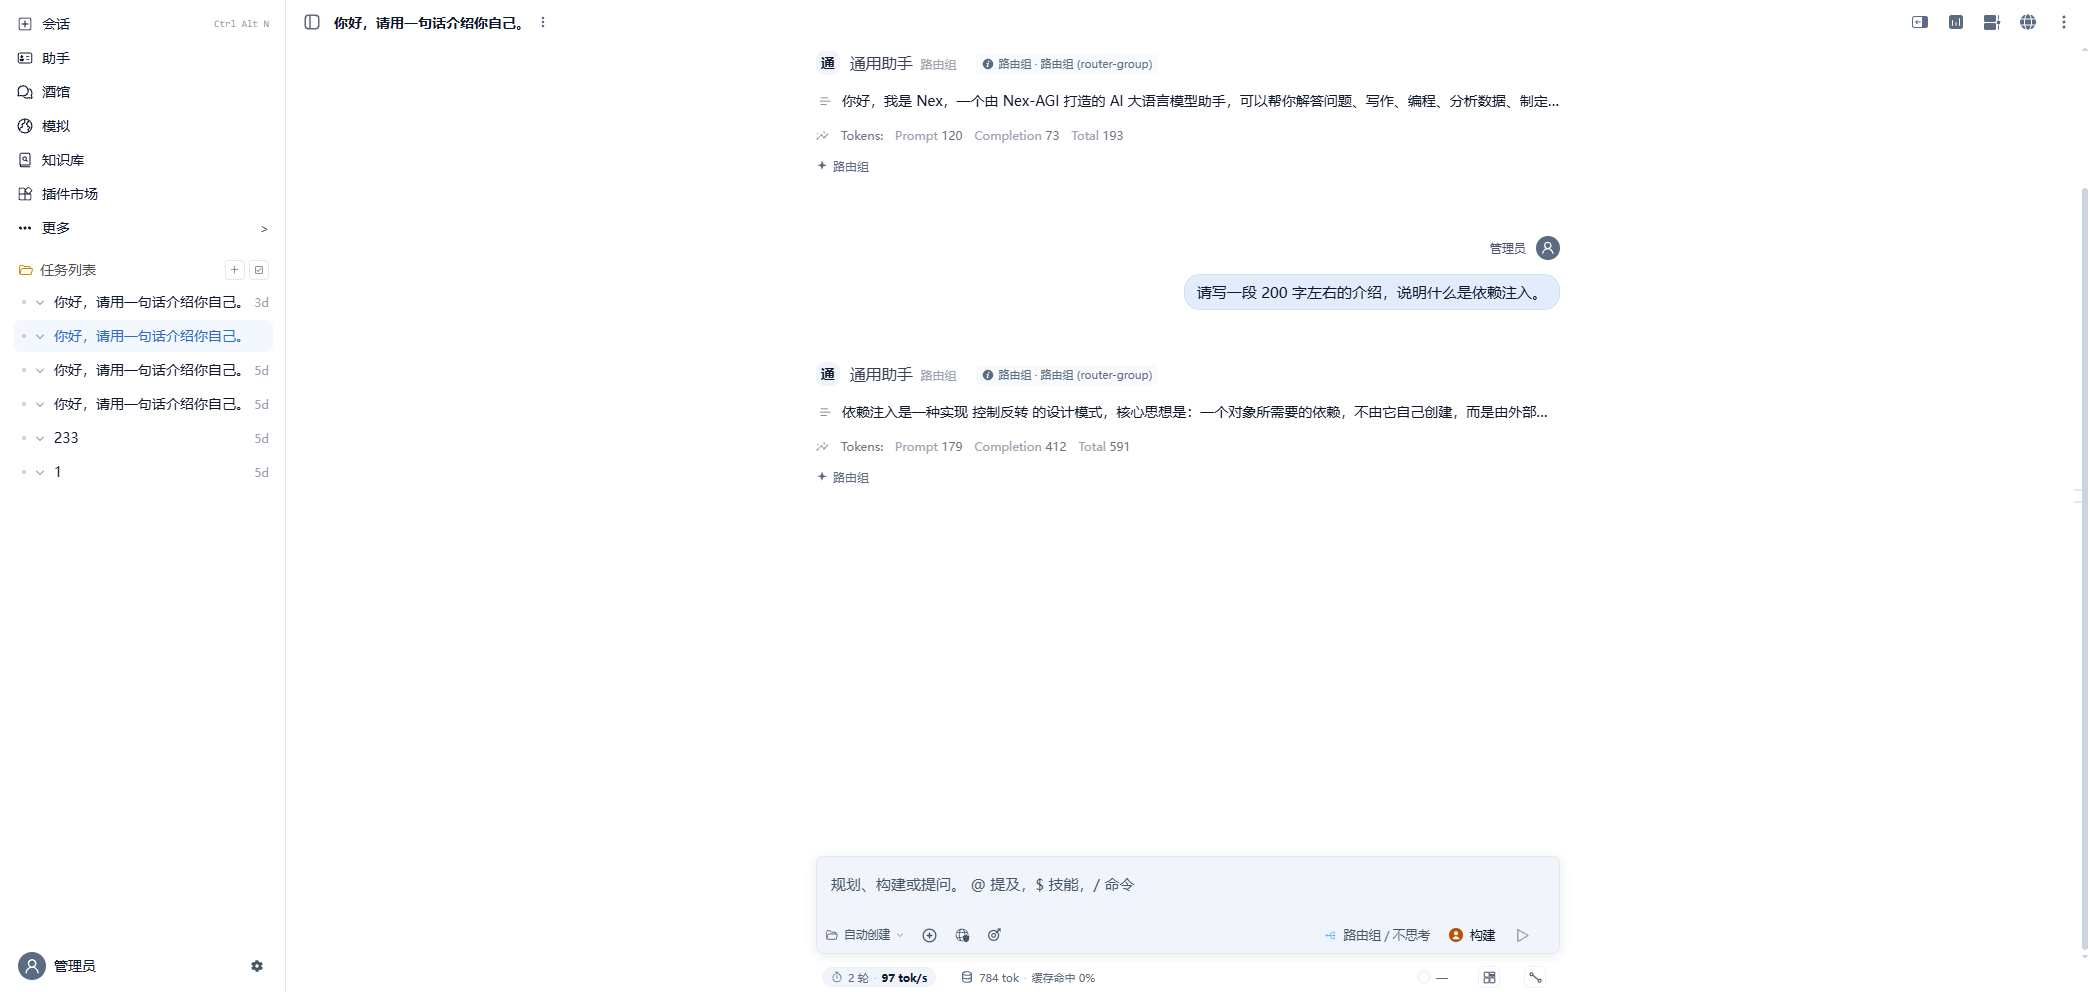 会话 Ctrl Alt N
助手
酒馆
模拟
知识库
插件市场
更多 >
任务列表
你好，请用一句话介绍你自己。 3d
你好，请用一句话介绍你自己。
你好，请用一句话介绍你自己。 5d
你好，请用一句话介绍你自己。 5d
233 5d
1 5d
管理员
你好，请用一句话介绍你自己。
通 通用助手 路由组 路由组 · 路由组 (router-group)
你好，我是 Nex，一个由 Nex-AGI 打造的 AI 大语言模型助手，可以帮你解答问题、写作、编程、分析数据、制定...
Tokens: Prompt 120 Completion 73 Total 193
路由组
管理员
请写一段 200 字左右的介绍，说明什么是依赖注入。
通 通用助手 路由组 路由组 · 路由组 (router-group)
依赖注入是一种实现 控制反转 的设计模式，核心思想是：一个对象所需要的依赖，不由它自己创建，而是由外部...
Tokens: Prompt 179 Completion 412 Total 591
路由组
规划、构建或提问。 @ 提及，$ 技能，/ 命令
自动创建 路由组 / 不思考 构建
2 轮 · 97 tok/s 784 tok · 缓存命中 0% —